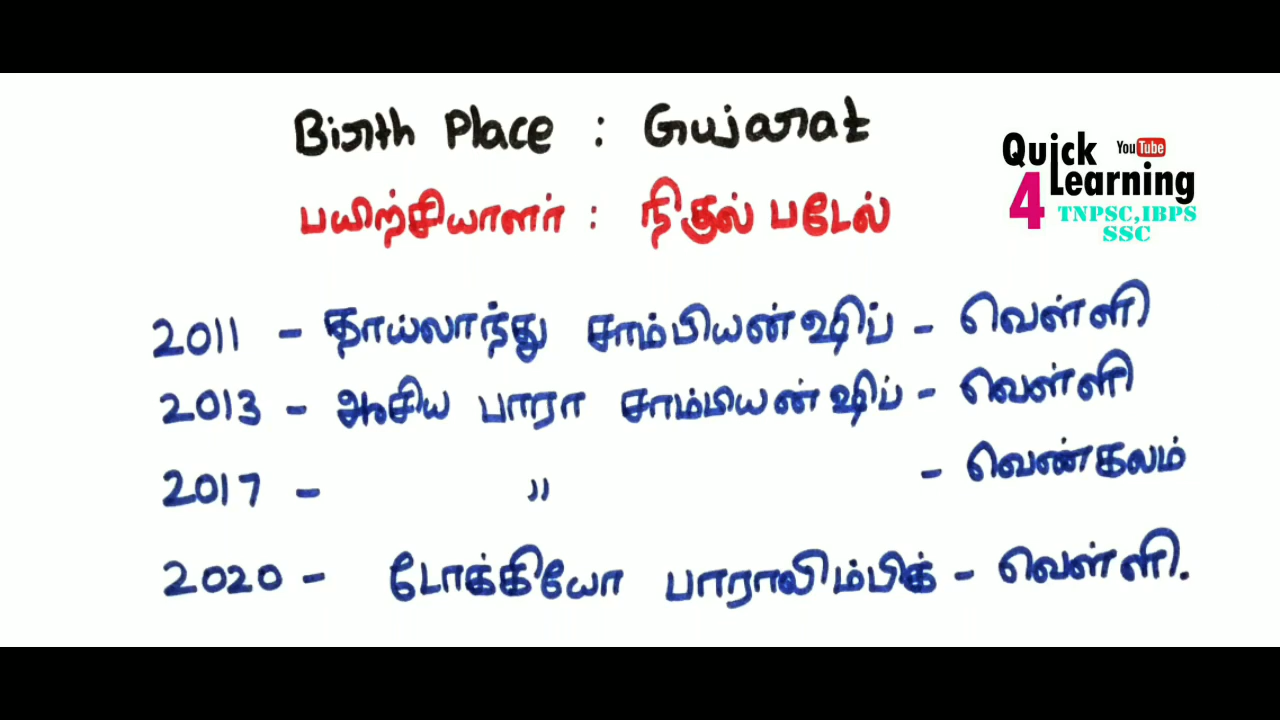 Birth Place : Gujarat
Quick 4 Learning
YouTube
TNPSC,IBPS
SSC
பயிற்சியாளர் : நிதுல் படேல்
2011 - தாய்லாந்து சாம்பியன்ஷிப் - வெள்ளி
2013 - ஆசிய பாரா சாம்பியன்ஷிப் - வெள்ளி
2017 - " - வெண்கலம்
2020 - டோக்கியோ பாராலிம்பிக் - வெள்ளி.